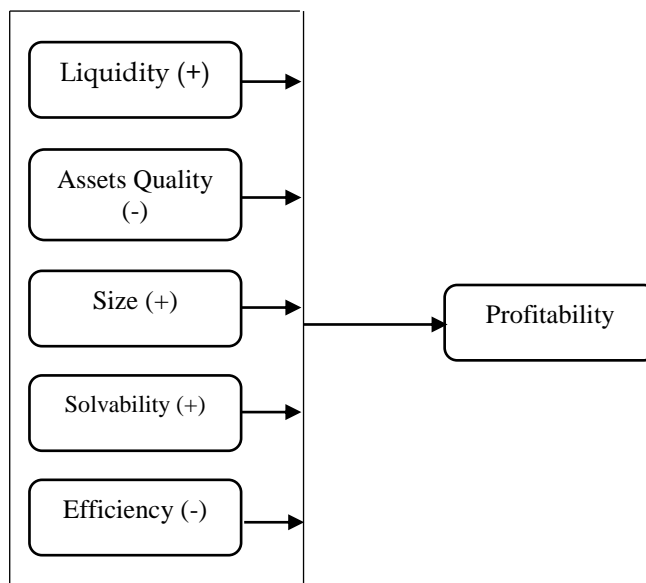 Liquidity (+)
Assets Quality
(-)
Size (+)
Profitability
Solvability (+)
Efficiency (-)